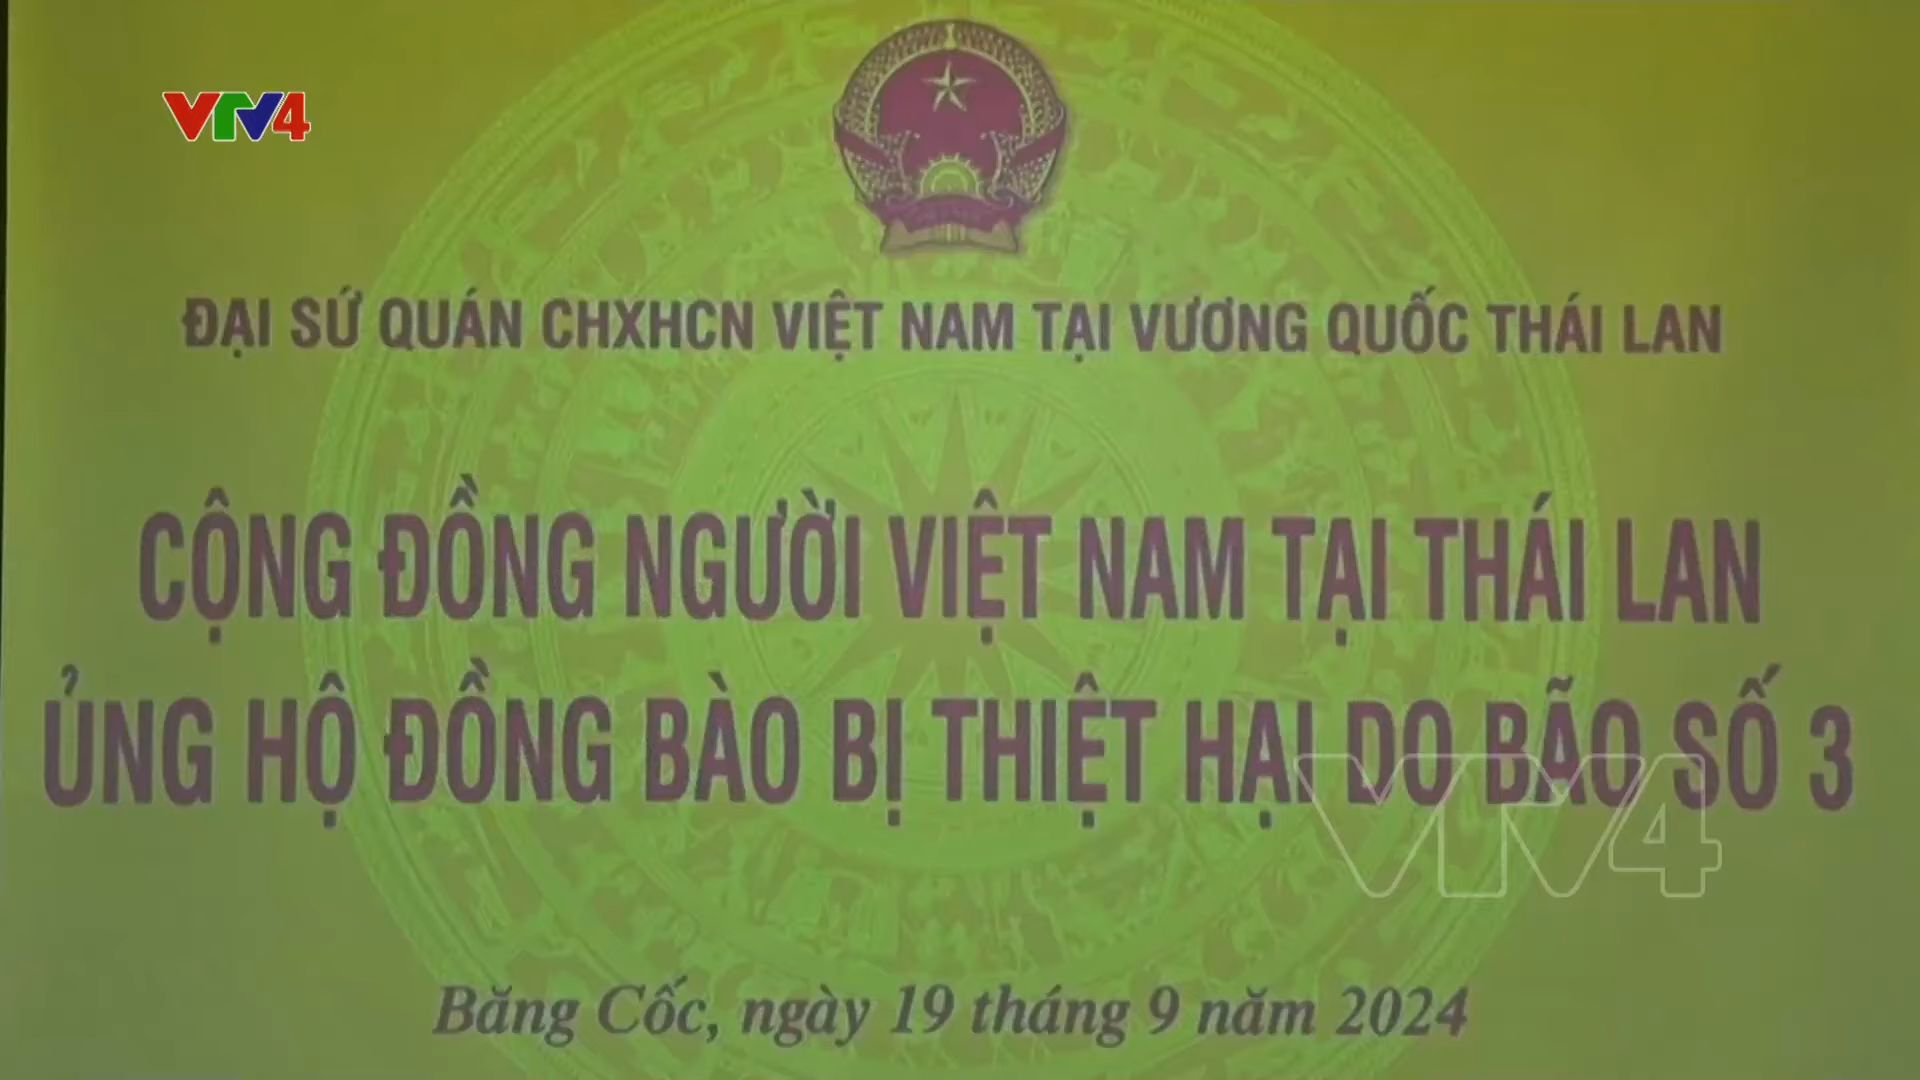 VTV4
ĐẠI SỨ QUÁN CHXHCN VIỆT NAM TẠI VƯƠNG QUỐC THÁI LAN
CỘNG ĐỒNG NGƯỜI VIỆT NAM TẠI THÁI LAN
ỦNG HỘ ĐỒNG BÀO BỊ THIỆT HẠI DO BÃO SỐ 3
VTV4
Băng Cốc, ngày 19 tháng 9 năm 2024